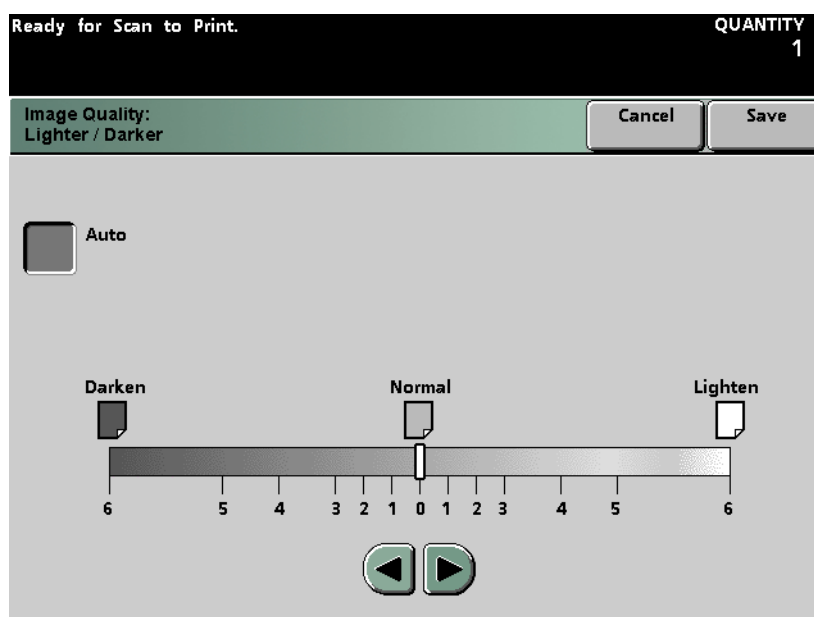 Ready for Scan to Print.
QUANTITY
1
Image Quality:
Lighter / Darker
Cancel
Save
Auto
Darken
Normal
Lighten
6 5 4 3 2 1 0 1 2 3 4 5 6